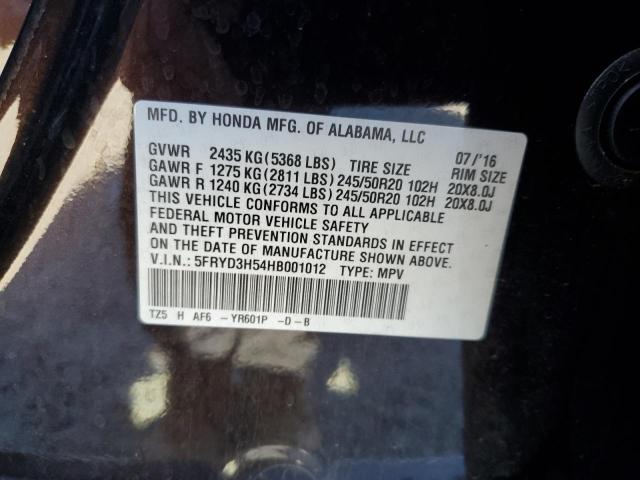 MFD. BY HONDA MFG. OF ALABAMA, LLC
07/'16
GVWR 2435 KG(5368 LBS) TIRE SIZE RIM SIZE
GAWR F 1275 KG(2811 LBS) 245/50R20 102H 20X8.0J
GAWR R 1240 KG(2734 LBS) 245/50R20 102H 20X8.0J
THIS VEHICLE CONFORMS TO ALL APPLICABLE
FEDERAL MOTOR VEHICLE SAFETY
AND THEFT PREVENTION STANDARDS IN EFFECT
ON THE DATE OF MANUFACTURE SHOWN ABOVE.
V.I.N.: 5FRYD3H54HB001012 TYPE: MPV
TZ5 H AF6 -YR601P -D-B